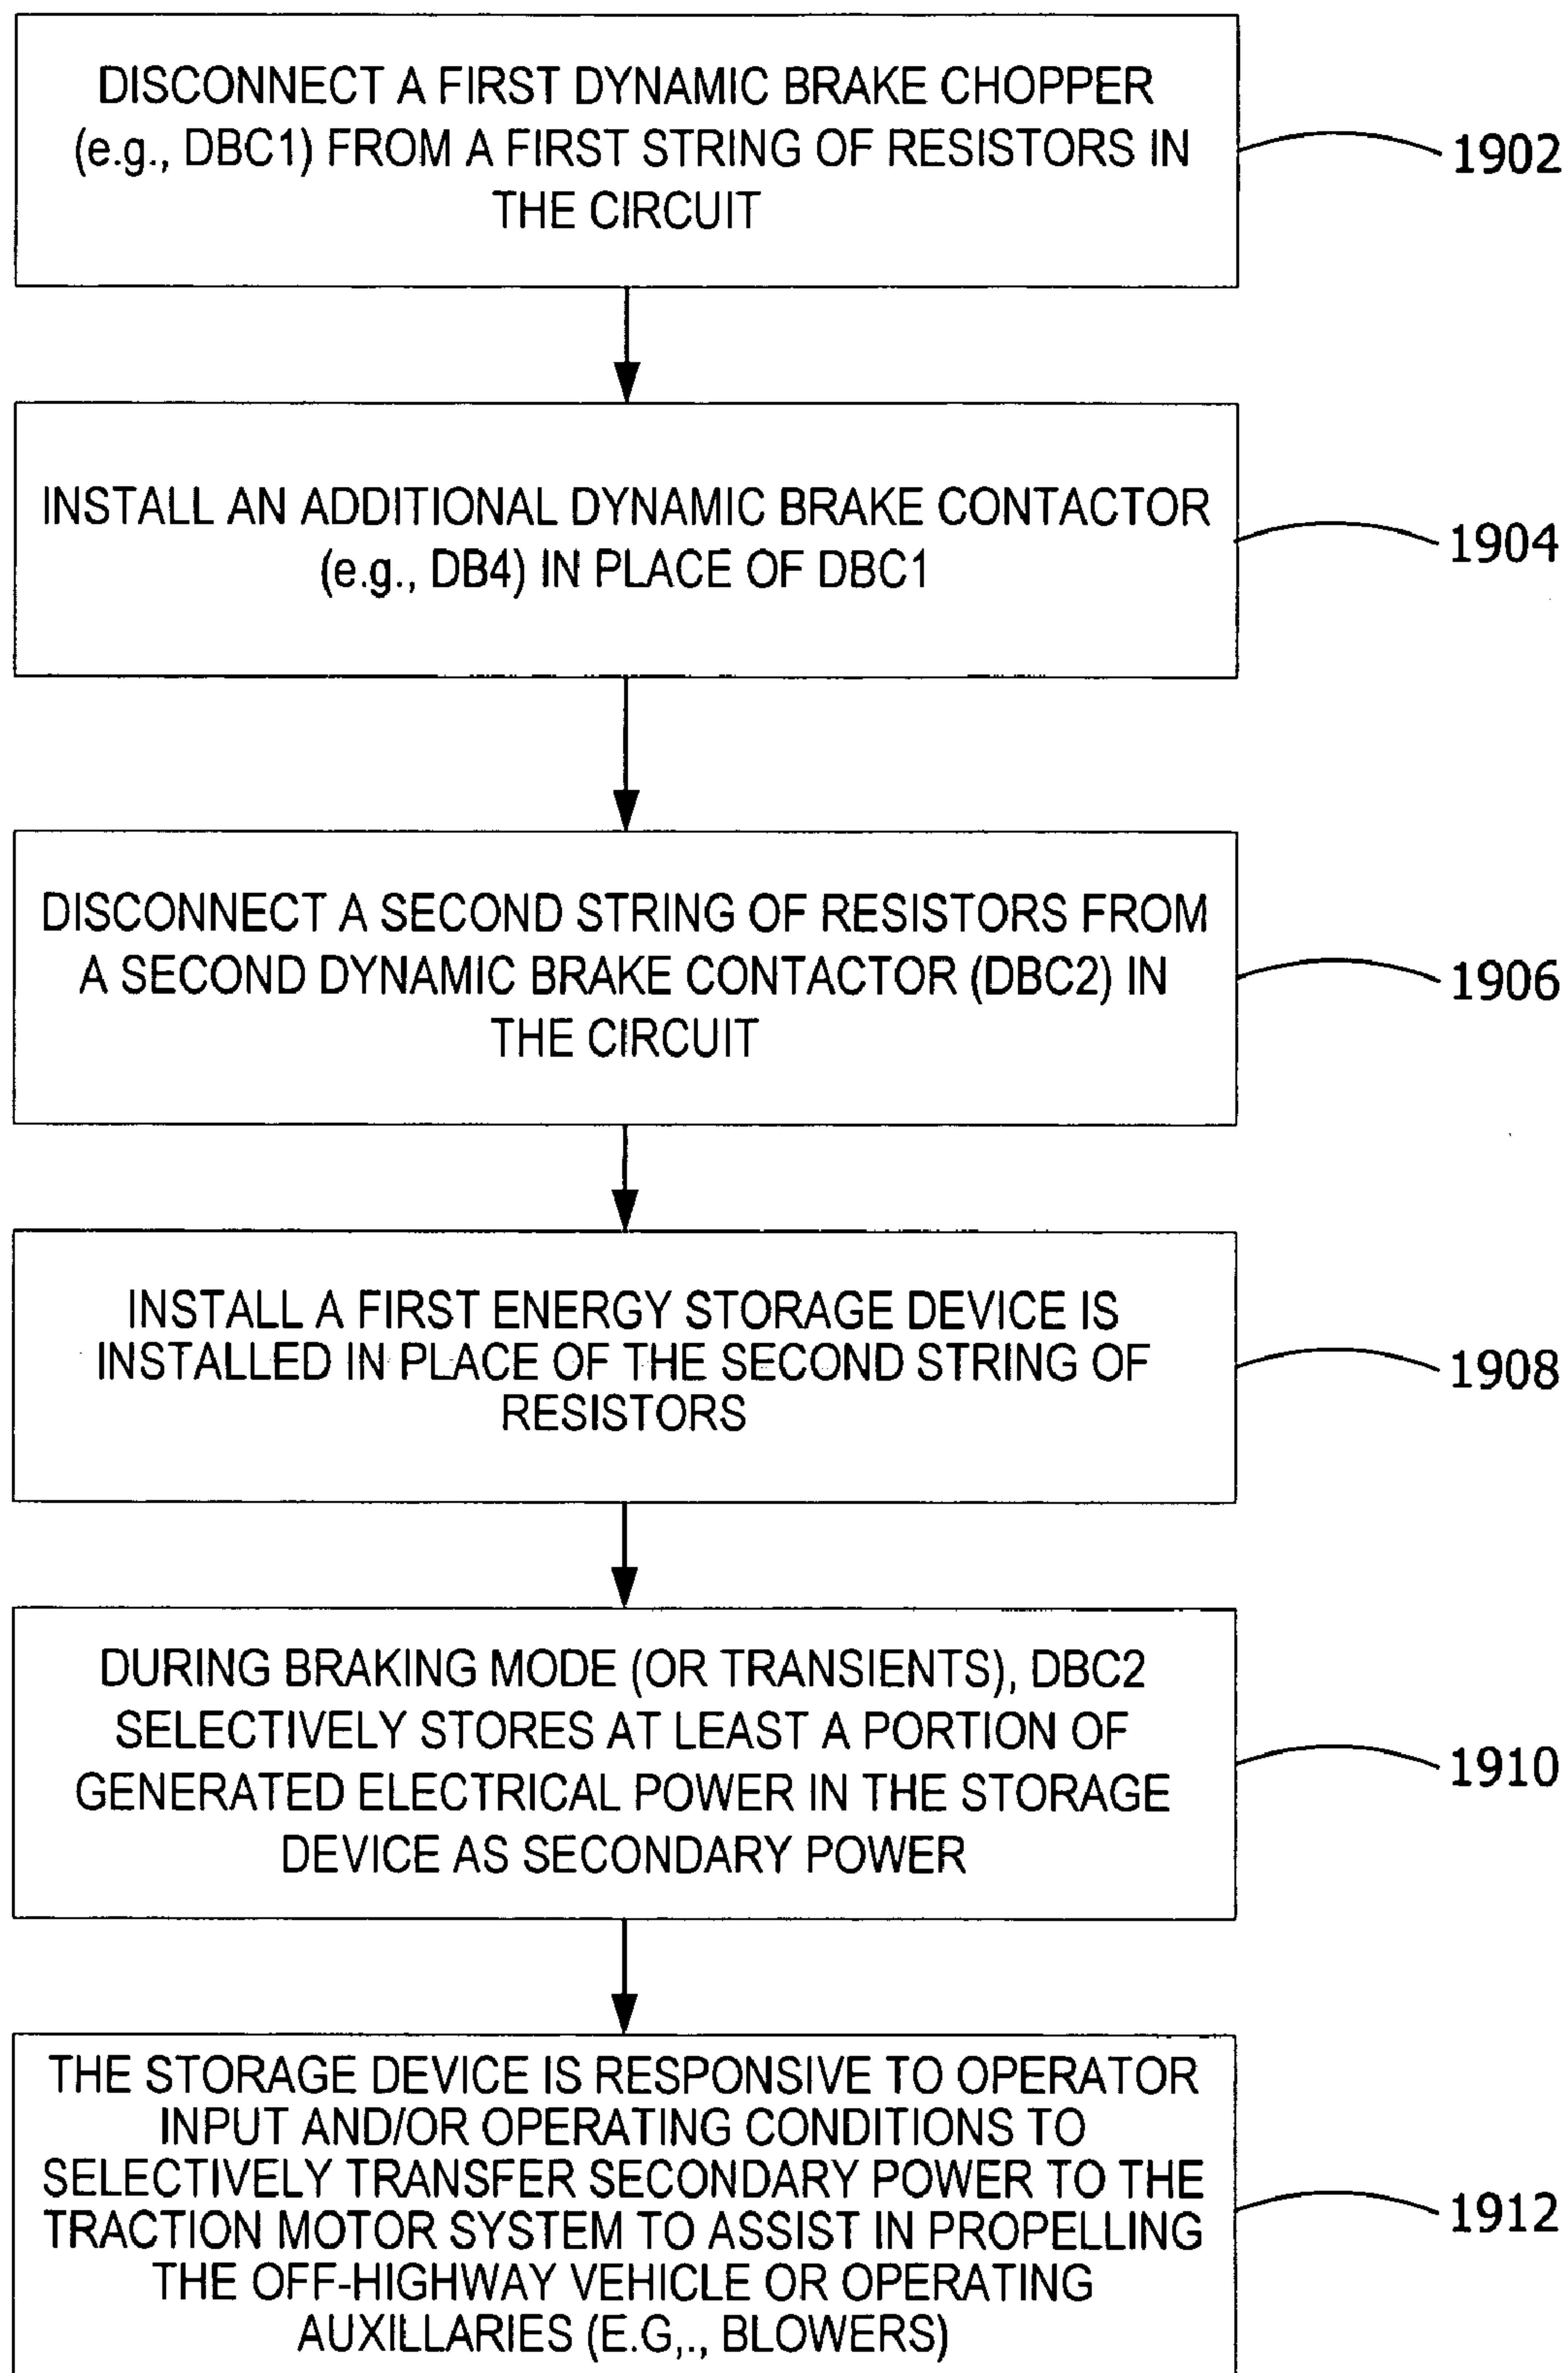 DISCONNECT A FIRST DYNAMIC BRAKE CHOPPER
(e.g., DBC1) FROM A FIRST STRING OF RESISTORS IN
THE CIRCUIT
1902
INSTALL AN ADDITIONAL DYNAMIC BRAKE CONTACTOR
(e.g., DB4) IN PLACE OF DBC1
1904
DISCONNECT A SECOND STRING OF RESISTORS FROM
A SECOND DYNAMIC BRAKE CONTACTOR (DBC2) IN
THE CIRCUIT
1906
INSTALL A FIRST ENERGY STORAGE DEVICE IS
INSTALLED IN PLACE OF THE SECOND STRING OF
RESISTORS
1908
DURING BRAKING MODE (OR TRANSIENTS), DBC2
SELECTIVELY STORES AT LEAST A PORTION OF
GENERATED ELECTRICAL POWER IN THE STORAGE
DEVICE AS SECONDARY POWER
1910
THE STORAGE DEVICE IS RESPONSIVE TO OPERATOR
INPUT AND/OR OPERATING CONDITIONS TO
SELECTIVELY TRANSFER SECONDARY POWER TO THE
TRACTION MOTOR SYSTEM TO ASSIST IN PROPELLING
THE OFF-HIGHWAY VEHICLE OR OPERATING
AUXILLARIES (E.G,., BLOWERS)
1912